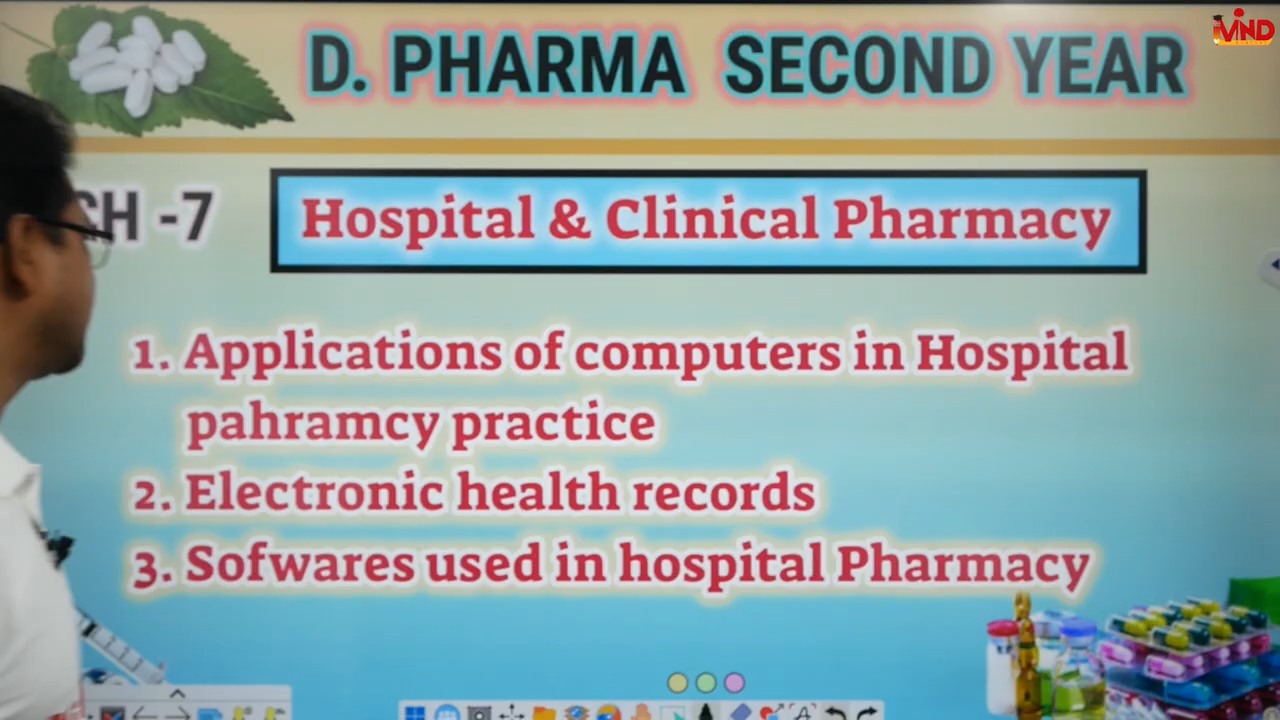 VIND
D. PHARMA SECOND YEAR
CH -7
Hospital & Clinical Pharmacy
1. Applications of computers in Hospital
pahramcy practice
2. Electronic health records
3. Sofwares used in hospital Pharmacy